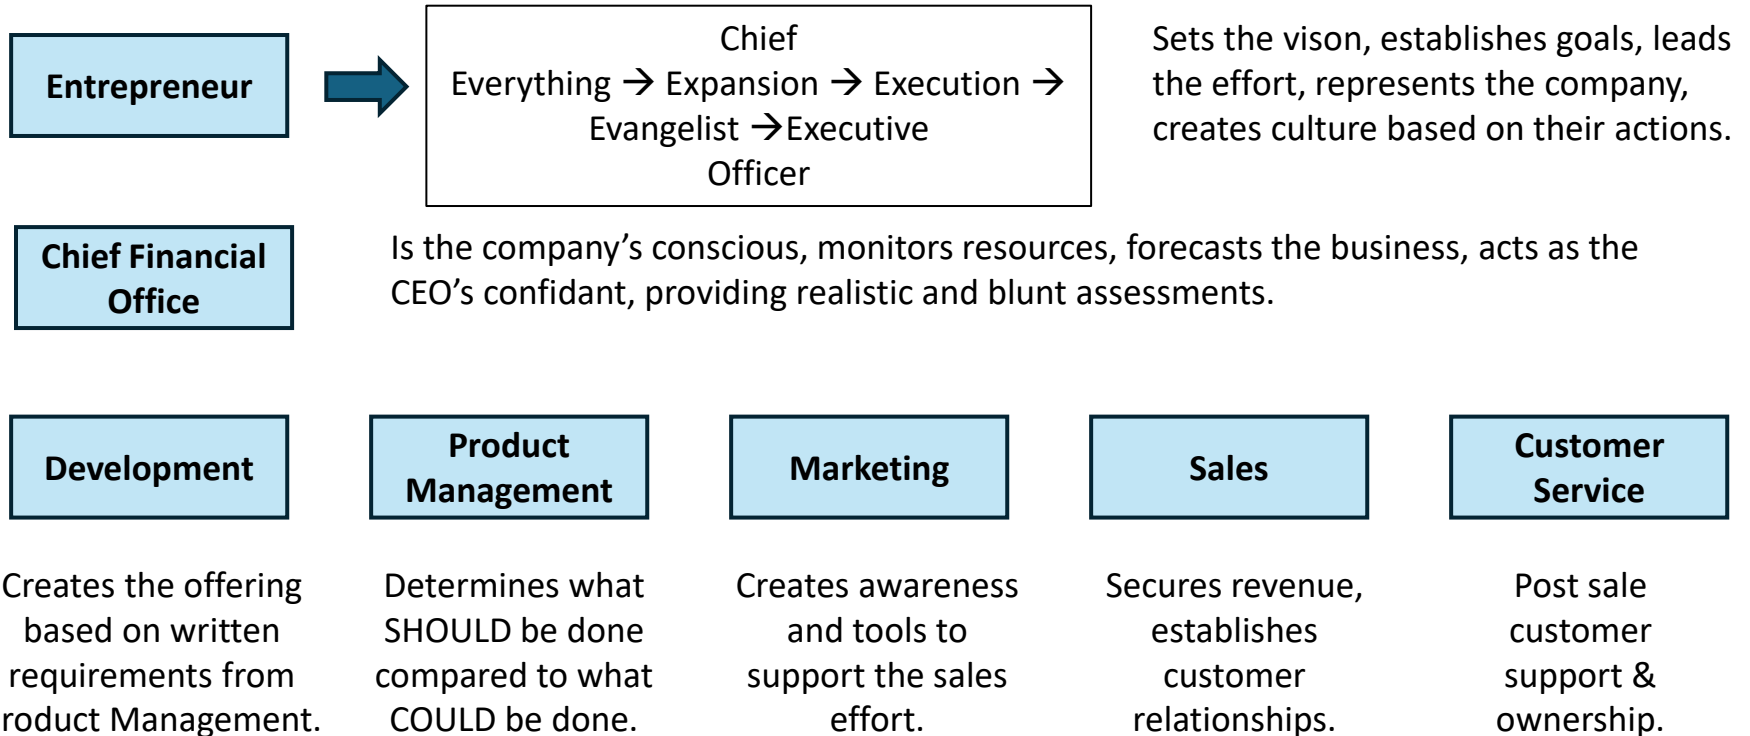 Entrepreneur
Chief
Everything → Expansion → Execution →
Evangelist →Executive
Officer
Sets the vison, establishes goals, leads
the effort, represents the company,
creates culture based on their actions.
Chief Financial
Office
Is the company’s conscious, monitors resources, forecasts the business, acts as the
CEO’s confidant, providing realistic and blunt assessments.
Development
Product
Management
Marketing
Sales
Customer
Service
Creates the offering
based on written
requirements from
roduct Management.
Determines what
SHOULD be done
compared to what
COULD be done.
Creates awareness
and tools to
support the sales
effort.
Secures revenue,
establishes
customer
relationships.
Post sale
customer
support &
ownership.